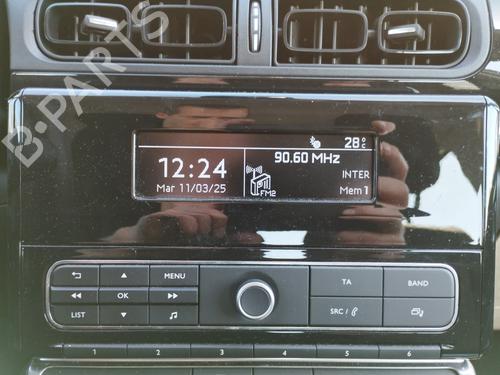 B-PARTS
28°C
12:24
90.60 MHz
INTER
Mar 11/03/25
FM2
Mem 1
MENU
TA
BAND
OK
LIST
SRC /
1 2 3 4 5 6